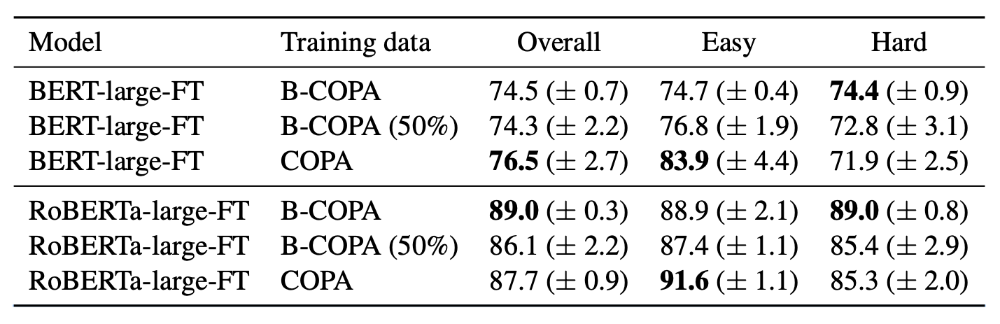 Model Training data Overall Easy Hard
BERT-large-FT B-COPA 74.5 (± 0.7) 74.7 (± 0.4) 74.4 (± 0.9)
BERT-large-FT B-COPA (50%) 74.3 (± 2.2) 76.8 (± 1.9) 72.8 (± 3.1)
BERT-large-FT COPA 76.5 (± 2.7) 83.9 (± 4.4) 71.9 (± 2.5)
RoBERTa-large-FT B-COPA 89.0 (± 0.3) 88.9 (± 2.1) 89.0 (± 0.8)
RoBERTa-large-FT B-COPA (50%) 86.1 (± 2.2) 87.4 (± 1.1) 85.4 (± 2.9)
RoBERTa-large-FT COPA 87.7 (± 0.9) 91.6 (± 1.1) 85.3 (± 2.0)